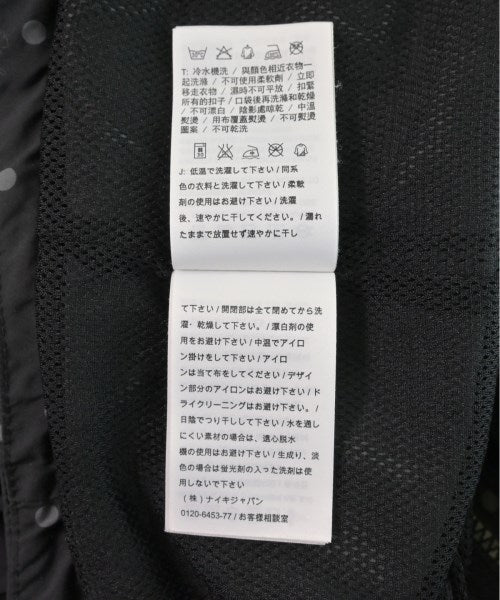 T: 冷水機洗 / 與顏色相近衣物一
起洗滌 / 不可使用柔軟劑 / 立即
移走衣物 / 濕時不可平放 / 扣緊
所有的扣子 / 口袋後再洗滌和乾燥
/ 不可漂白 / 陰影處晾乾 / 中溫
熨燙 / 用布覆蓋熨燙 / 不可熨燙
圖案 / 不可乾洗
J: 低温で洗濯して下さい / 同系
色の衣料と洗濯して下さい / 柔軟
剤の使用はお避け下さい / 洗濯
後、速やかに干してください。/ 濡れ
たままで放置せず速やかに干し
て下さい / 開閉部は全て閉めてから洗
濯・乾燥して下さい。/ 漂白剤の使
用をお避け下さい / 中温でアイロ
ン掛けをして下さい / アイロ
ンは当て布をしてください / デザイ
ン部分のアイロンはお避け下さい / ド
ライクリーニングはお避け下さい。/
日陰でつり干しして下さい / 水を通し
にくい素材の場合は、遠心脱水
機の使用はお避け下さい / 生成り、淡
色の場合は蛍光剤の入った洗剤は使
用しないで下さい
(株) ナイキジャパン
0120-6453-77 / お客様相談室